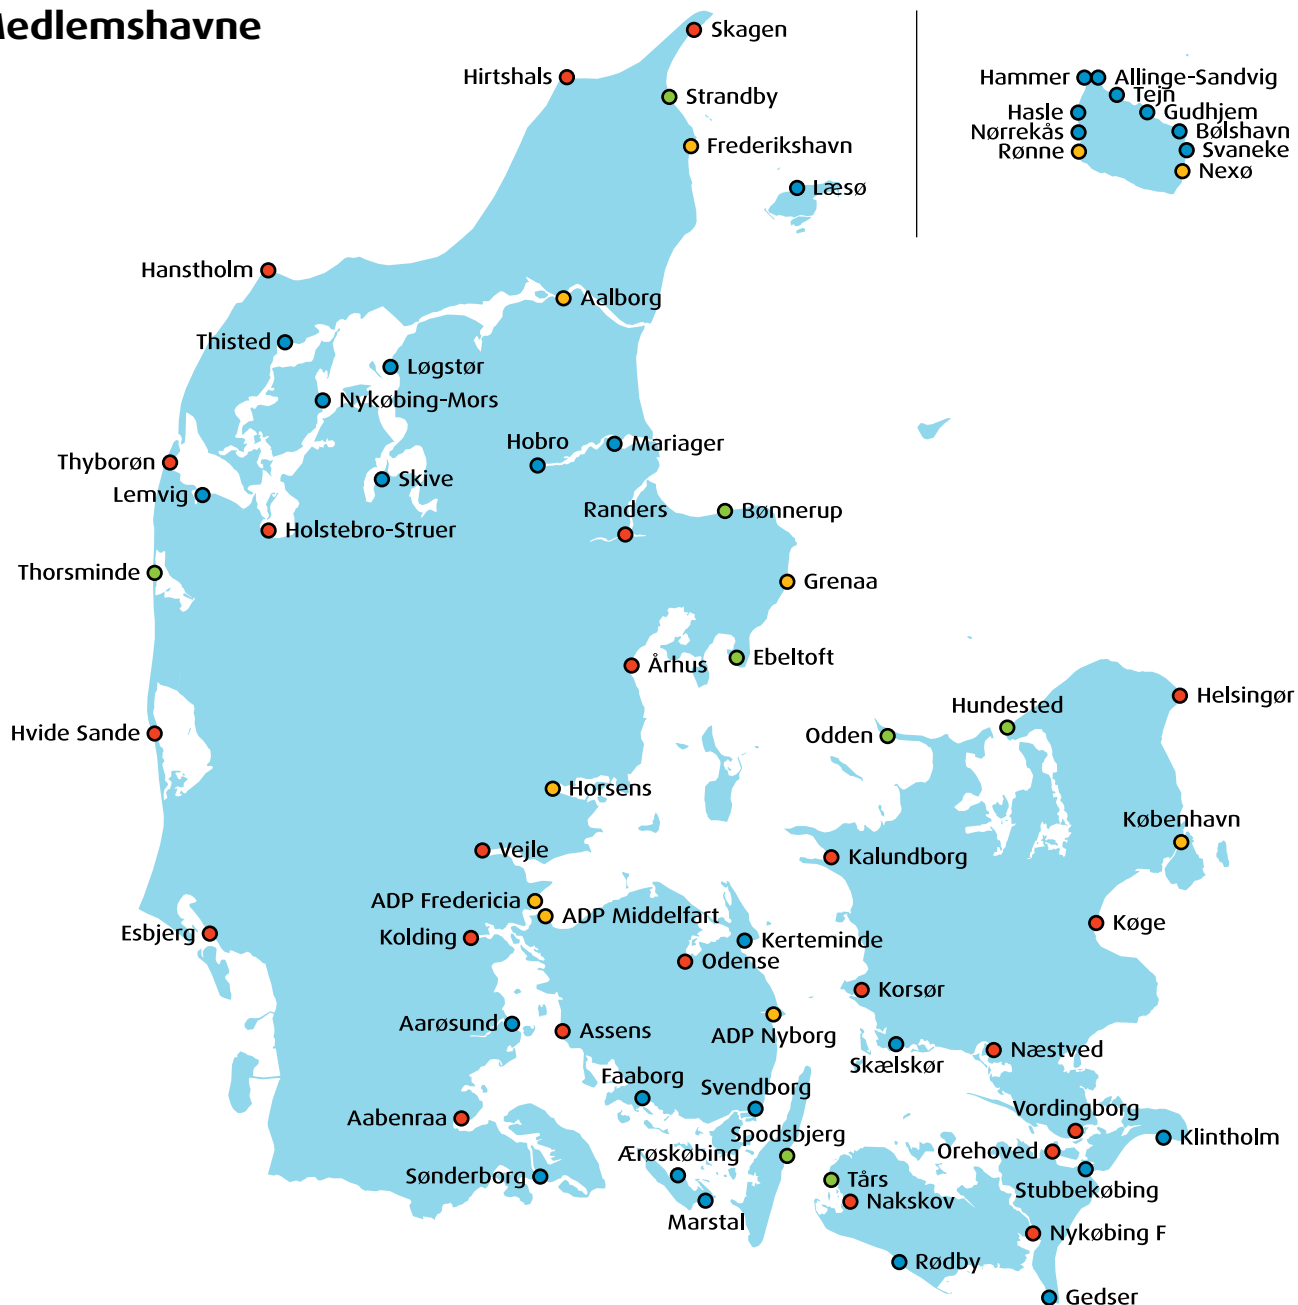 Medlemshavne
Skagen
Hirtshals
Strandby
Frederikshavn
Læsø
Hammer
Allinge-Sandvig
Tejn
Hasle
Gudhjem
Nørrekås
Bølshavn
Rønne
Svaneke
Nexø
Hanstholm
Aalborg
Thisted
Løgstør
Nykøbing-Mors
Hobro
Mariager
Thyborøn
Skive
Lemvig
Randers
Bønnerup
Holstebro-Struer
Thorsminde
Grenaa
Ebeltoft
Århus
Helsingør
Hundested
Hvide Sande
Odden
Horsens
København
Vejle
Kalundborg
ADP Fredericia
ADP Middelfart
Køge
Esbjerg
Kolding
Kerteminde
Odense
Korsør
Aarøsund
Assens
ADP Nyborg
Skælskør
Næstved
Faaborg
Svendborg
Vordingborg
Aabenraa
Spodsbjerg
Klintholm
Ærøskøbing
Orehoved
Sønderborg
Tårs
Stubbekøbing
Nakskov
Marstal
Nykøbing F
Rødby
Gedser